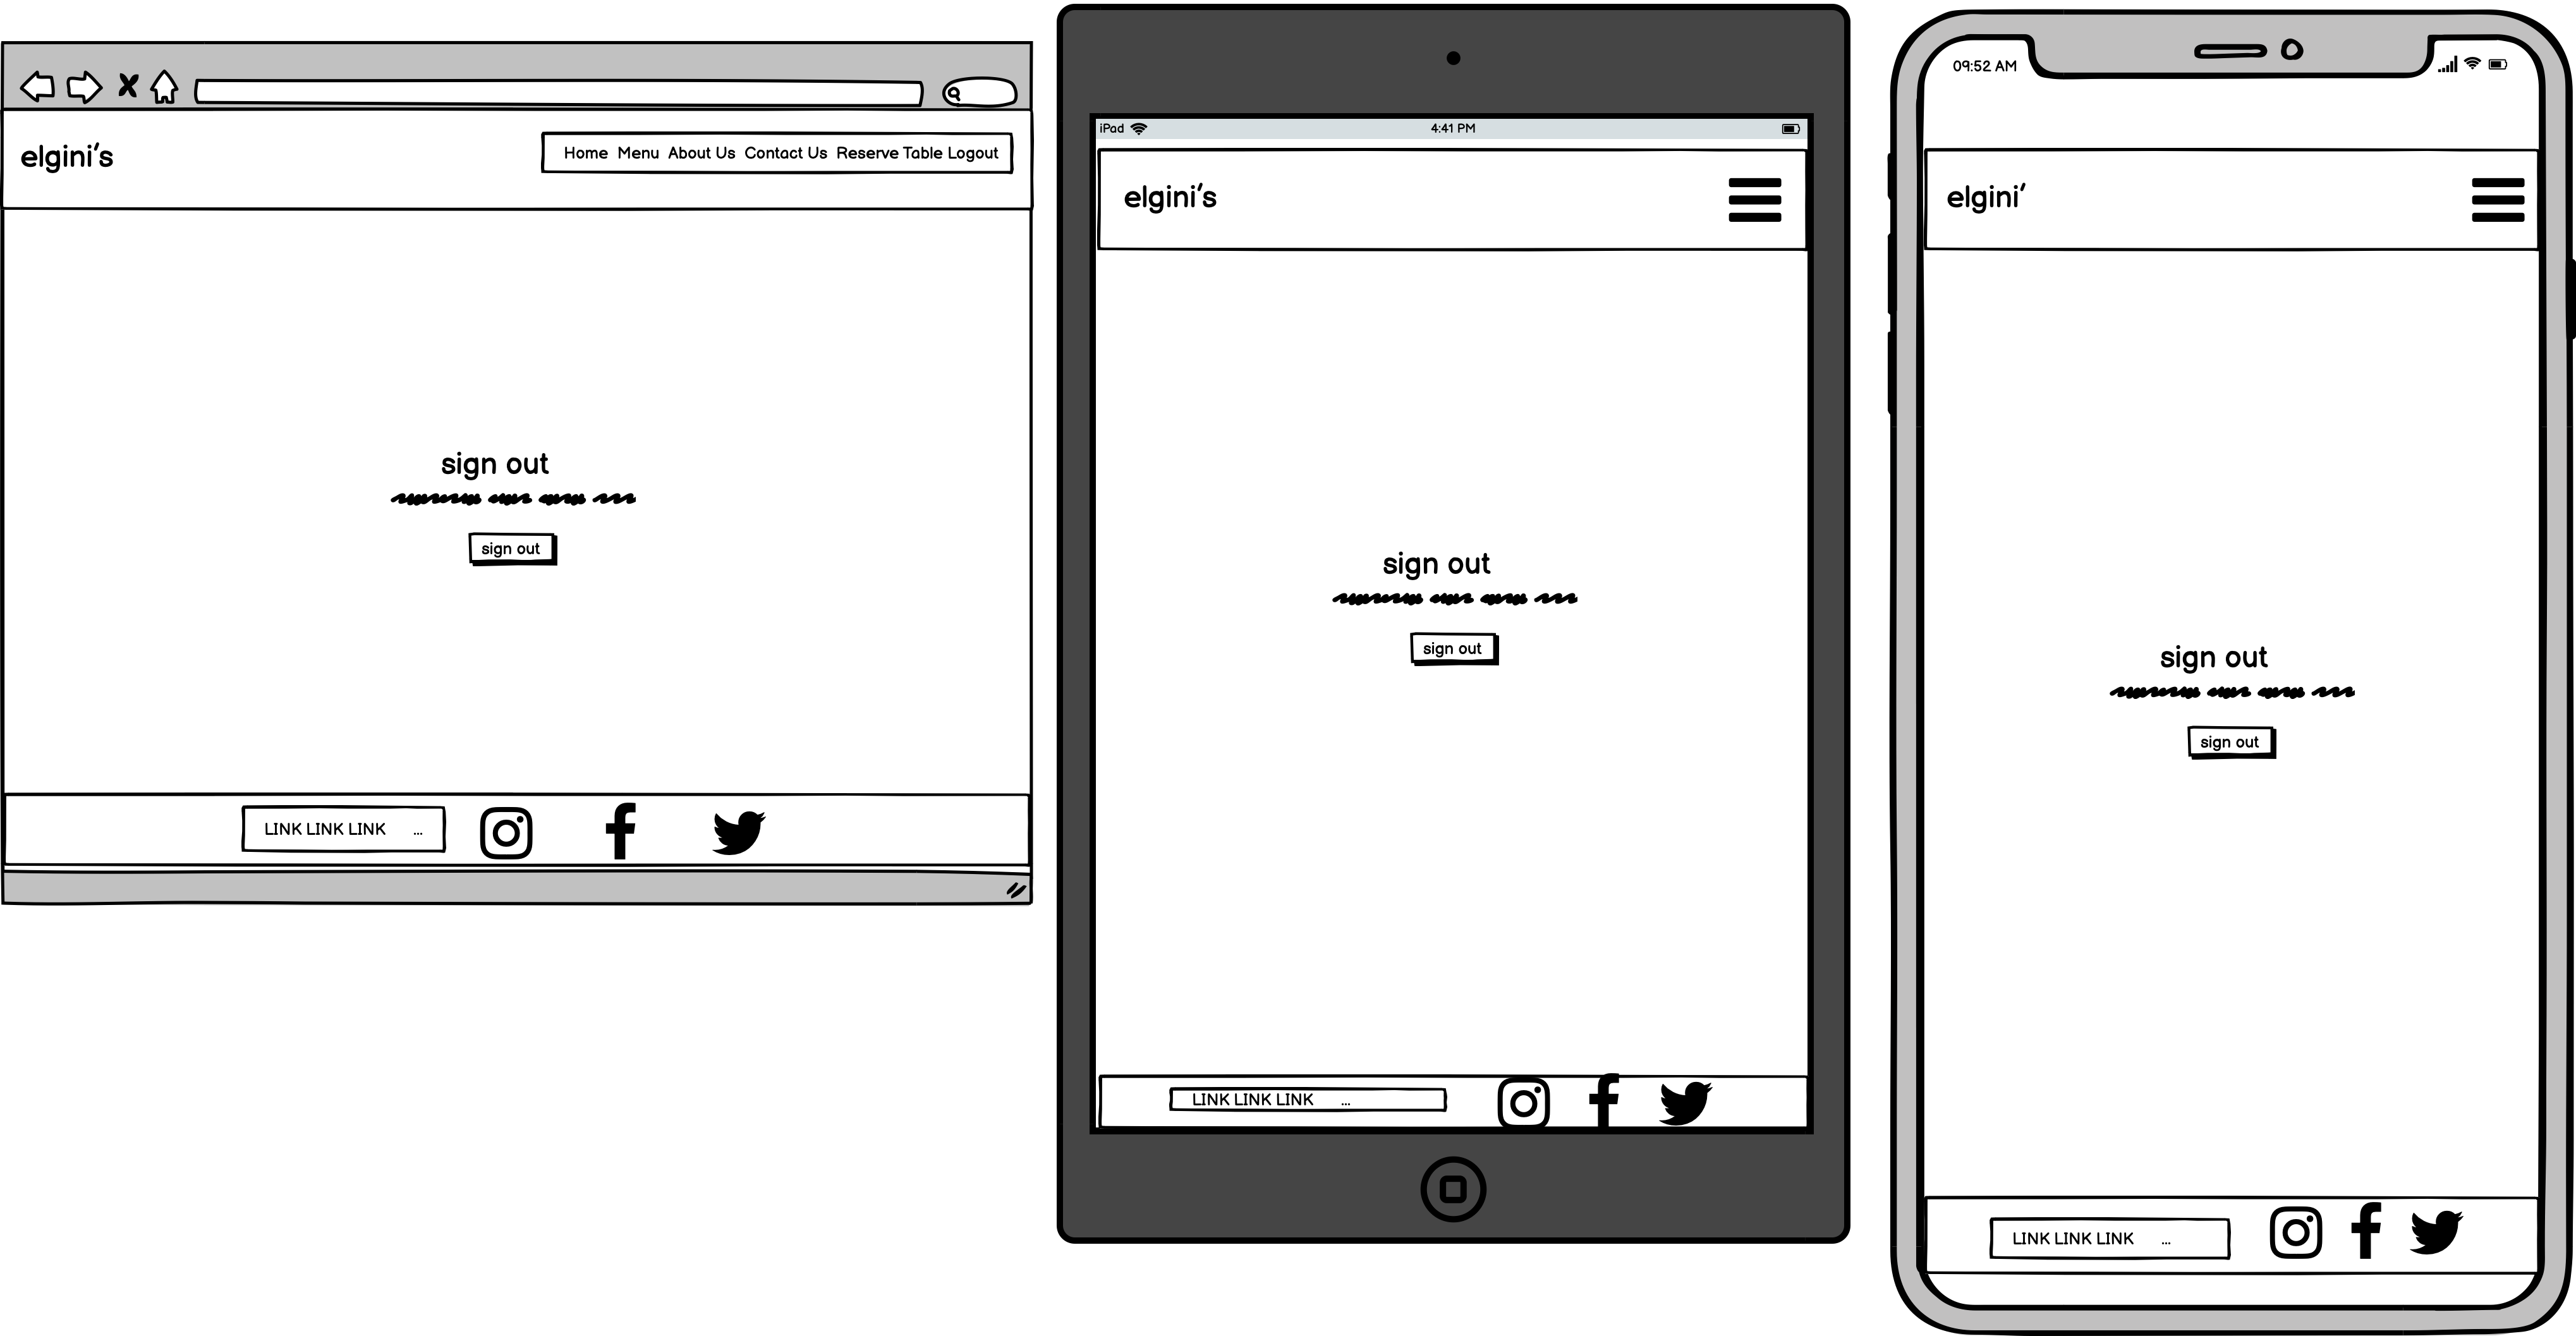 elgini's
Home Menu About Us Contact Us Reserve Table Logout
sign out
sign out
LINK LINK LINK ...
iPad 4:41 PM
elgini's
sign out
sign out
LINK LINK LINK ...
09:52 AM
elgini'
sign out
sign out
LINK LINK LINK ...